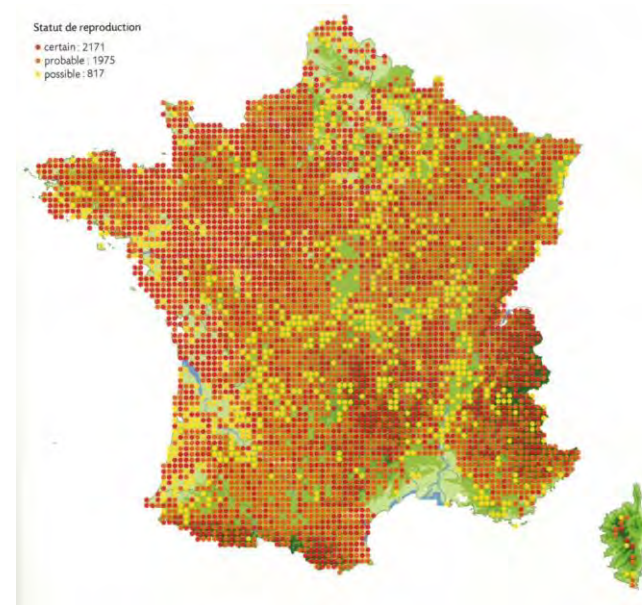 Statut de reproduction
certain : 2171
probable : 1975
possible : 817